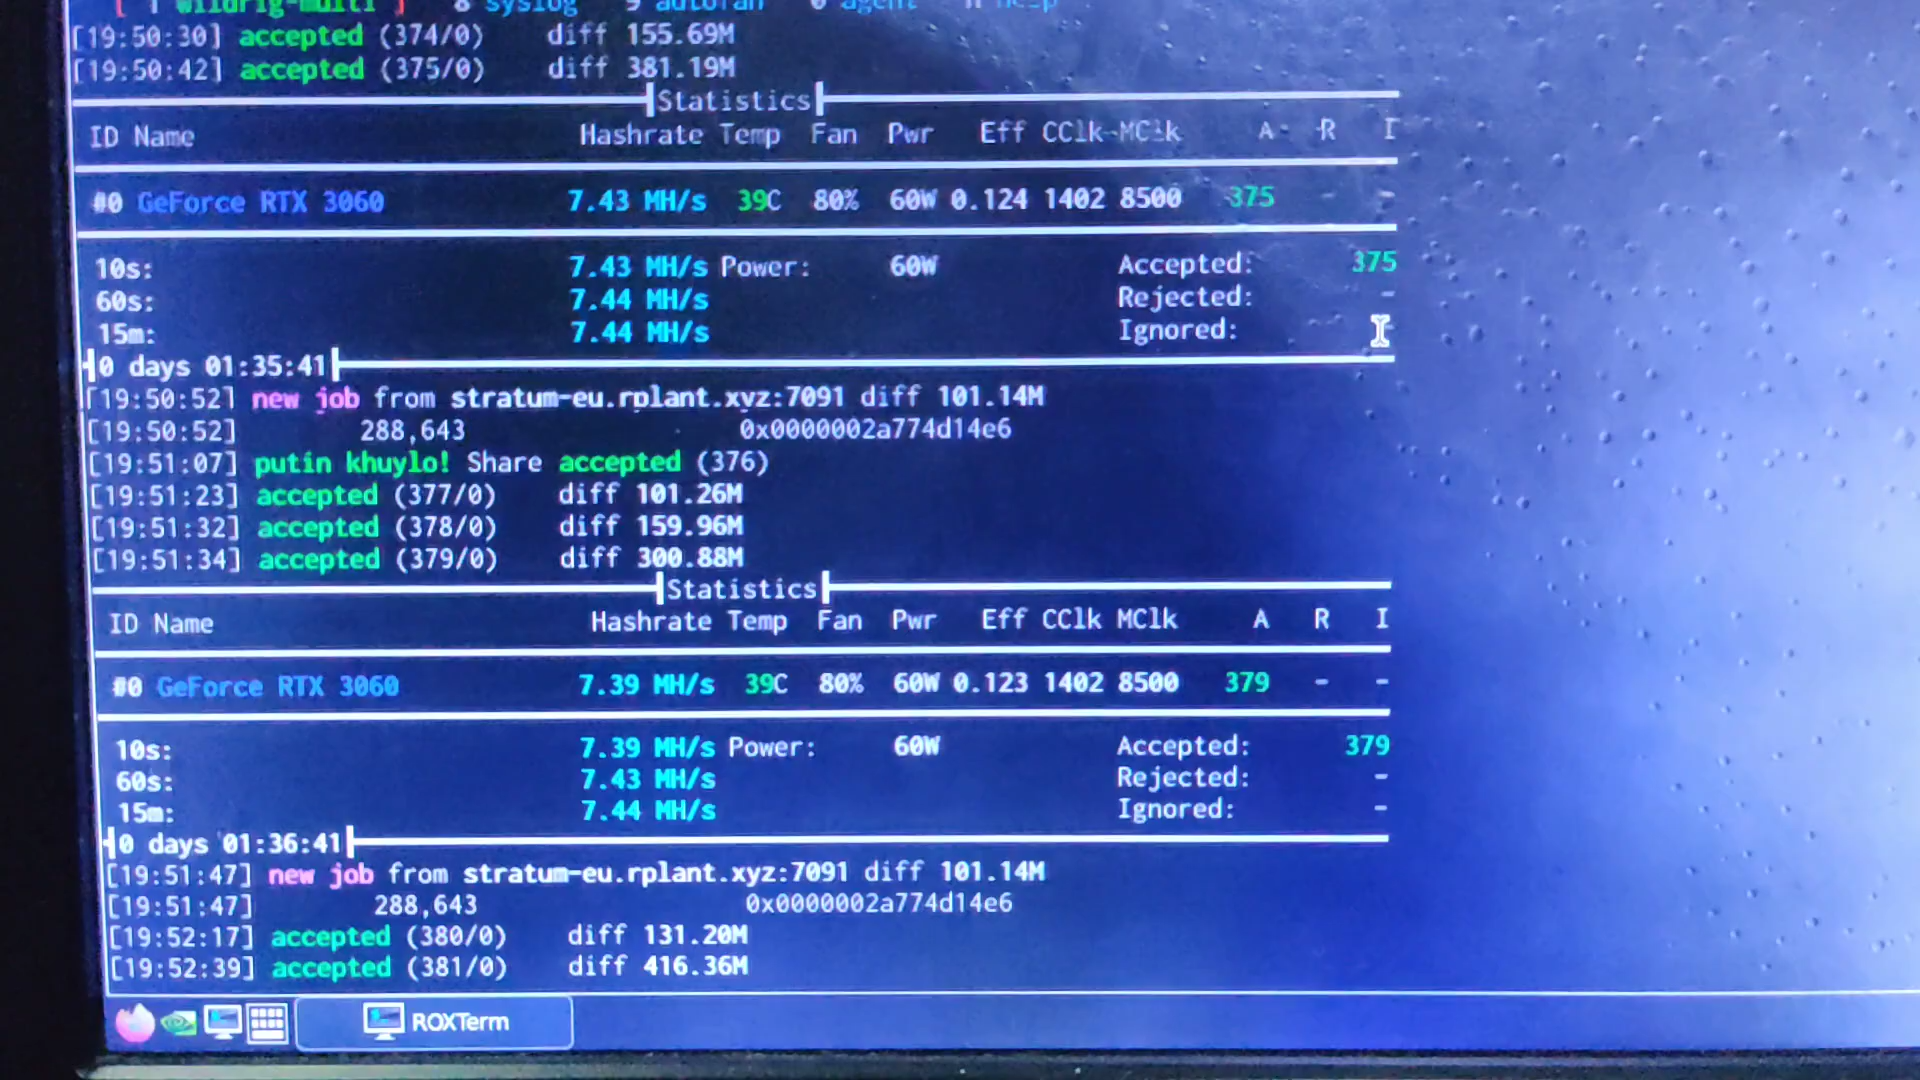 [ 1 wildrig-multi ] 8 syslog 9 autofan 0 agent H help
[19:50:30] accepted (374/0) diff 155.69M
[19:50:42] accepted (375/0) diff 381.19M
Statistics
ID Name Hashrate Temp Fan Pwr Eff CClk MClk A R I
#0 GeForce RTX 3060 7.43 MH/s 39C 80% 60W 0.124 1402 8500 375 - -
10s: 7.43 MH/s Power: 60W Accepted: 375
60s: 7.44 MH/s Rejected: -
15m: 7.44 MH/s Ignored:
0 days 01:35:41
[19:50:52] new job from stratum-eu.rplant.xyz:7091 diff 101.14M
[19:50:52] 288,643 0x0000002a774d14e6
[19:51:07] putin khuylo! Share accepted (376)
[19:51:23] accepted (377/0) diff 101.26M
[19:51:32] accepted (378/0) diff 159.96M
[19:51:34] accepted (379/0) diff 300.88M
Statistics
ID Name Hashrate Temp Fan Pwr Eff CClk MClk A R I
#0 GeForce RTX 3060 7.39 MH/s 39C 80% 60W 0.123 1402 8500 379 - -
10s: 7.39 MH/s Power: 60W Accepted: 379
60s: 7.43 MH/s Rejected: -
15m: 7.44 MH/s Ignored: -
0 days 01:36:41
[19:51:47] new job from stratum-eu.rplant.xyz:7091 diff 101.14M
[19:51:47] 288,643 0x0000002a774d14e6
[19:52:17] accepted (380/0) diff 131.20M
[19:52:39] accepted (381/0) diff 416.36M
ROXTerm